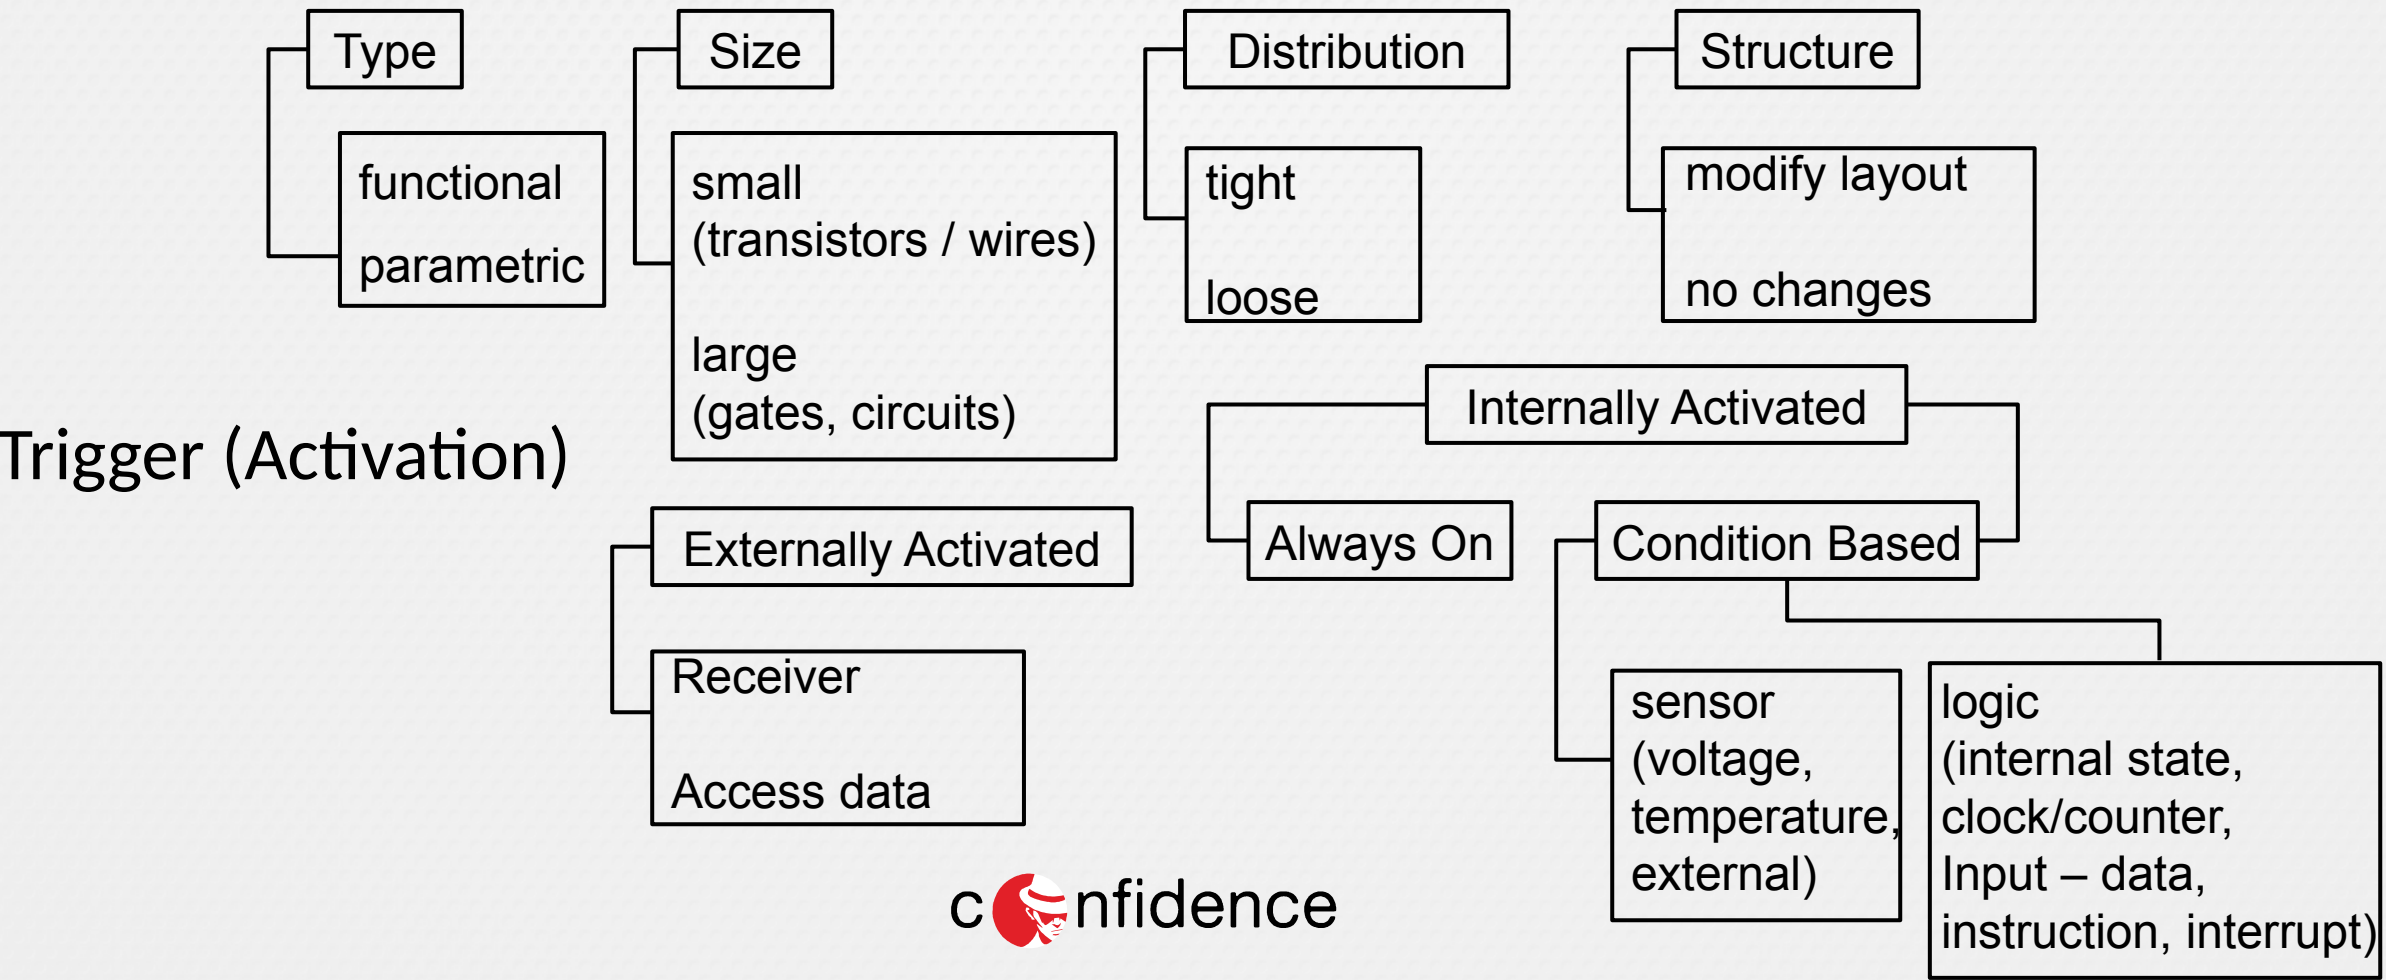 Type
functional
parametric
Size
small
(transistors / wires)
large
(gates, circuits)
Distribution
tight
loose
Structure
modify layout
no changes
Trigger (Activation)
Externally Activated
Receiver
Access data
Internally Activated
Always On
Condition Based
sensor
(voltage,
temperature,
external)
logic
(internal state,
clock/counter,
Input – data,
instruction, interrupt)
confidence